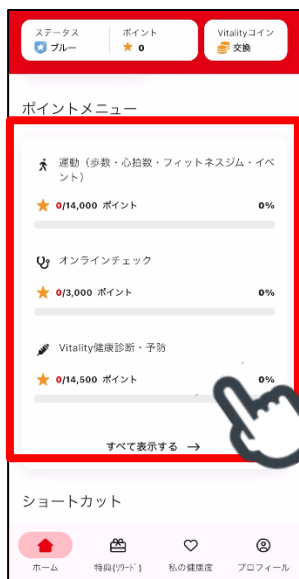 ステータス
ポイント
Vitalityコイン
ブルー
0
交換
ポイントメニュー
運動（歩数・心拍数・フィットネスジム・イベ
ント）
0/14,000 ポイント
0%
オンラインチェック
0/3,000 ポイント
0%
Vitality健康診断・予防
0/14,500 ポイント
0%
すべて表示する →
ショートカット
ホーム
特典(リワード)
私の健康度
プロフィール